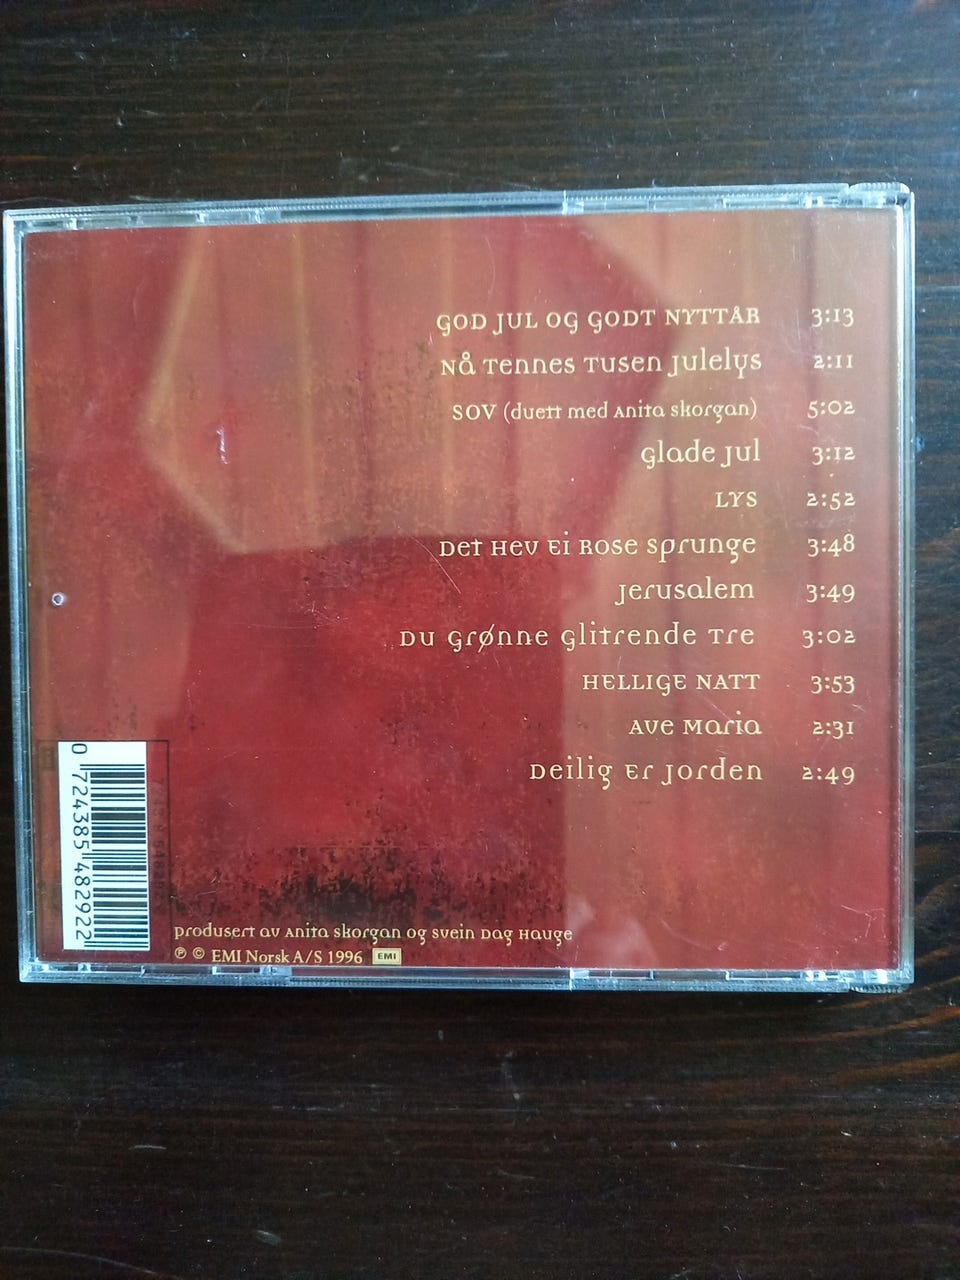 GOD JUL OG GODT NYTTÅR 3:13
Nå Tennes Tusen Julelys 2:11
SOV (duett med Anita Skorgan) 5:02
Glade Jul 3:12
LYS 2:52
Det Hev Ei Rose Sprunge 3:48
Jerusalem 3:49
Du Grønne Glitrende Tre 3:02
HELLIGE NATT 3:53
Ave Maria 2:31
Deilig Er Jorden 2:49
0 724385 482922
produsert av Anita Skorgan og Svein Dag Hauge
℗ © EMI Norsk A/S 1996 EMI